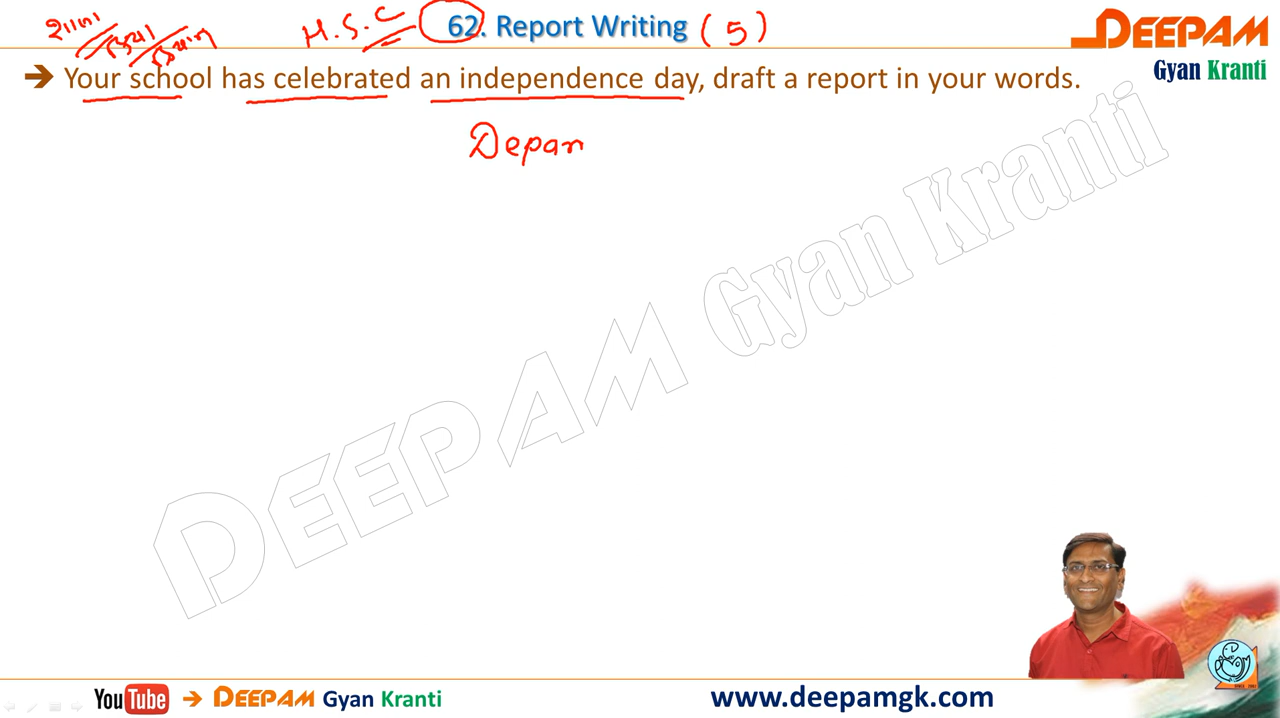 શાળા H.S.C 62. Report Writing (5) DEEPAM
Gyan Kranti
➔ Your school has celebrated an independence day, draft a report in your words.
Depan
DEEPAM Gyan Kranti
YouTube ➔ DEEPAM Gyan Kranti www.deepamgk.com